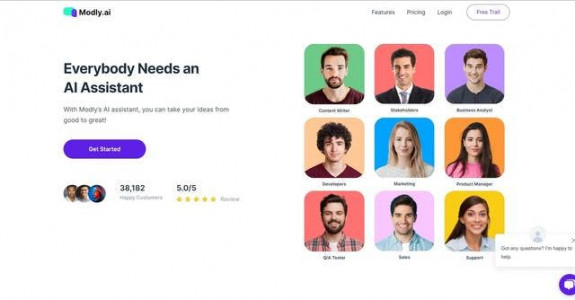 Modly.ai
Features Pricing Login Free Trail
Everybody Needs an
AI Assistant
With Modly's AI assistant, you can take your ideas from
good to great!
Get Started
38,182
Happy Customers
5.0/5
Review
Content Writer Stakeholders Business Analyst
Developers Marketing Product Manager
Q/A Tester Sales Support
Got any questions? I'm happy to
help.